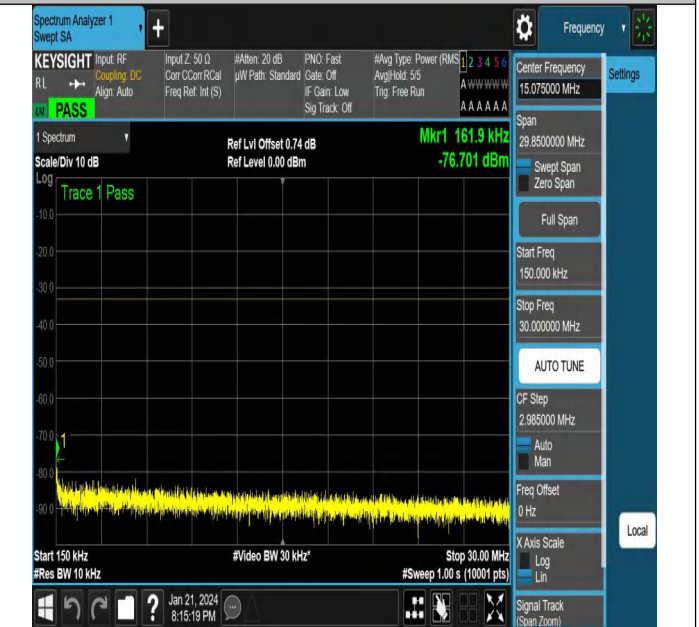 Spectrum Analyzer 1
Swept SA
+
Frequency
KEYSIGHT
RL
PASS
Input: RF
Coupling: DC
Align: Auto
Input Z: 50 Ω
Corr CCorr RCal
Freq Ref: Int (S)
#Atten: 20 dB
µW Path: Standard
PNO: Fast
Gate: Off
IF Gain: Low
Sig Track: Off
#Avg Type: Power (RMS
Avg|Hold: 5/5
Trig: Free Run
1 2 3 4 5 6
A W W W W W
A A A A A A
1 Spectrum
Scale/Div 10 dB
Log
Ref Lvl Offset 0.74 dB
Ref Level 0.00 dBm
Mkr1 161.9 kHz
-76.701 dBm
Trace 1 Pass
-10.0
-20.0
-40.0
-50.0
-60.0
-70.0
1
-80.0
-90.0
Start 150 kHz
#Res BW 10 kHz
#Video BW 30 kHz*
Stop 30.00 MHz
#Sweep 1.00 s (10001 pts)
?
Jan 21, 2024
8:15:19 PM
Center Frequency
15.075000 MHz
Settings
Span
29.8500000 MHz
Swept Span
Zero Span
Full Span
Start Freq
150.000 kHz
Stop Freq
30.000000 MHz
AUTO TUNE
CF Step
2.985000 MHz
Auto
Man
Freq Offset
0 Hz
X Axis Scale
Log
Lin
Local
Signal Track
(Span Zoom)